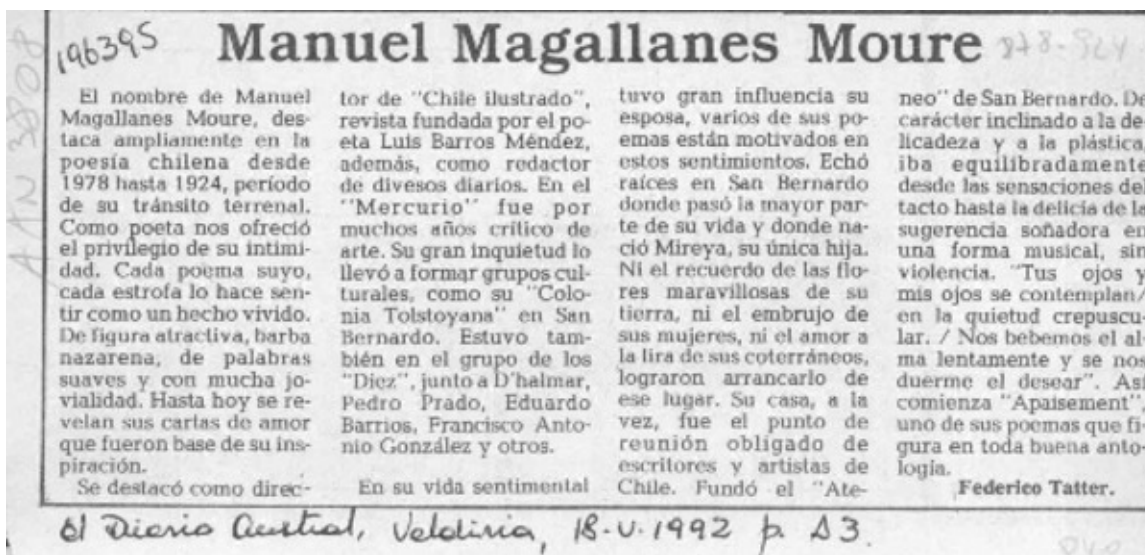 196395
Manuel Magallanes Moure
878-924
AAN 3808
El nombre de Manuel
Magallanes Moure, des-
taca ampliamente en la
poesía chilena desde
1978 hasta 1924, período
de su tránsito terrenal.
Como poeta nos ofreció
el privilegio de su intimi-
dad. Cada poema suyo,
cada estrofa lo hace sen-
tir como un hecho vivido.
De figura atractiva, barba
nazarena, de palabras
suaves y con mucha jo-
vialidad. Hasta hoy se re-
velan sus cartas de amor
que fueron base de su ins-
piración.
Se destacó como direc-
tor de "Chile ilustrado",
revista fundada por el po-
eta Luis Barros Méndez,
además, como redactor
de divesos diarios. En el
"Mercurio" fue por
muchos años crítico de
arte. Su gran inquietud lo
llevó a formar grupos cul-
turales, como su "Colo-
nia Tolstoyana" en San
Bernardo. Estuvo tam-
bién en el grupo de los
"Diez", junto a D'halmar,
Pedro Prado, Eduardo
Barrios, Francisco Anto-
nio González y otros.
En su vida sentimental
tuvo gran influencia su
esposa, varios de sus po-
emas están motivados en
estos sentimientos. Echó
raíces en San Bernardo
donde pasó la mayor par-
te de su vida y donde na-
ció Mireya, su única hija.
Ni el recuerdo de las flo-
res maravillosas de su
tierra, ni el embrujo de
sus mujeres, ni el amor a
la lira de sus coterráneos,
lograron arrancarlo de
ese lugar. Su casa, a la
vez, fue el punto de
reunión obligado de
escritores y artistas de
Chile. Fundó el "Ate-
neo" de San Bernardo. De
carácter inclinado a la de-
licadeza y a la plástica,
iba equilibradamente
desde las sensaciones del
tacto hasta la delicia de la
sugerencia soñadora en
una forma musical, sin
violencia. "Tus ojos y
mis ojos se contemplan/
en la quietud crepuscu-
lar. / Nos bebemos el al-
ma lentamente y se nos
duerme el desear". Así
comienza "Apaisement"
uno de sus poemas que fi-
gura en toda buena anto-
logía.
Federico Tatter.
el Diario Austral, Valdivia, 18-V-1992 p. A3.